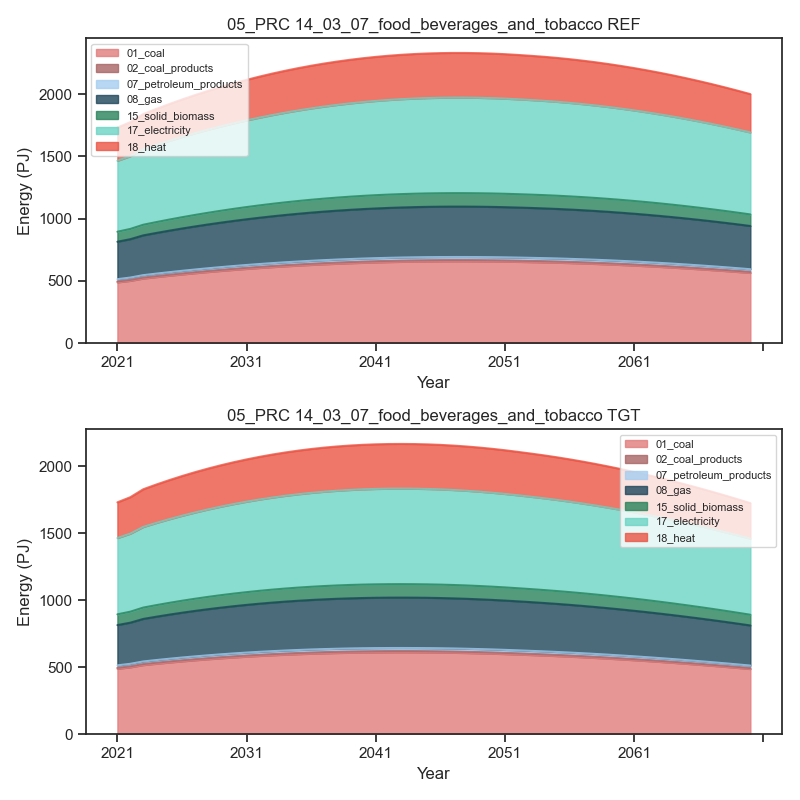 05_PRC 14_03_07_food_beverages_and_tobacco REF
01_coal
02_coal_products
07_petroleum_products
08_gas
15_solid_biomass
17_electricity
18_heat
Energy (PJ)
2000
1500
1000
500
0
2021
2031
2041
2051
2061
Year
05_PRC 14_03_07_food_beverages_and_tobacco TGT
01_coal
02_coal_products
07_petroleum_products
08_gas
15_solid_biomass
17_electricity
18_heat
Energy (PJ)
2000
1500
1000
500
0
2021
2031
2041
2051
2061
Year